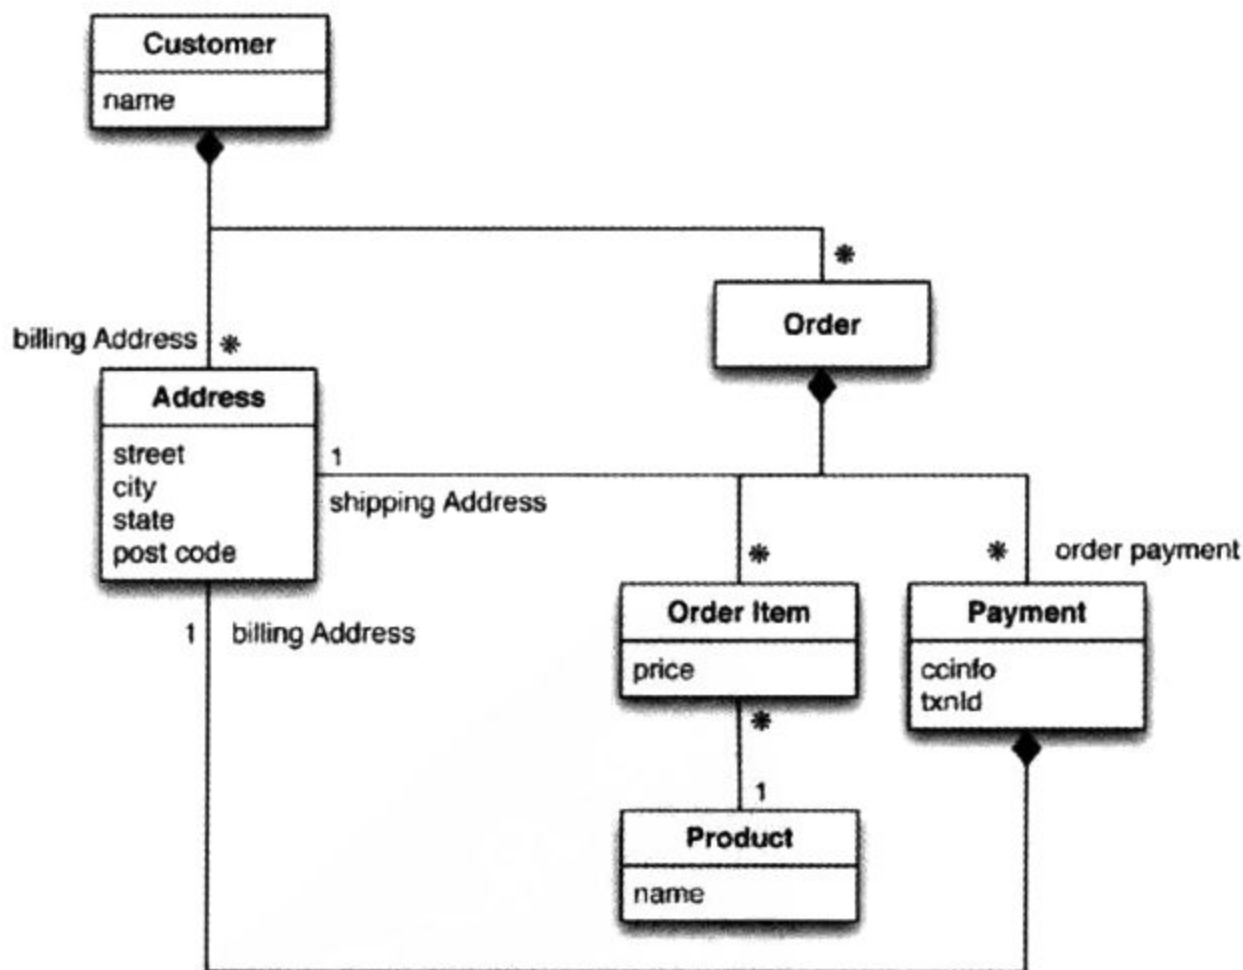 Customer
name
*
Order
billing Address *
Address
street
city
state
post code
1
shipping Address
*
* order payment
Order Item
price
Payment
ccinfo
txnId
1 billing Address
*
1
Product
name